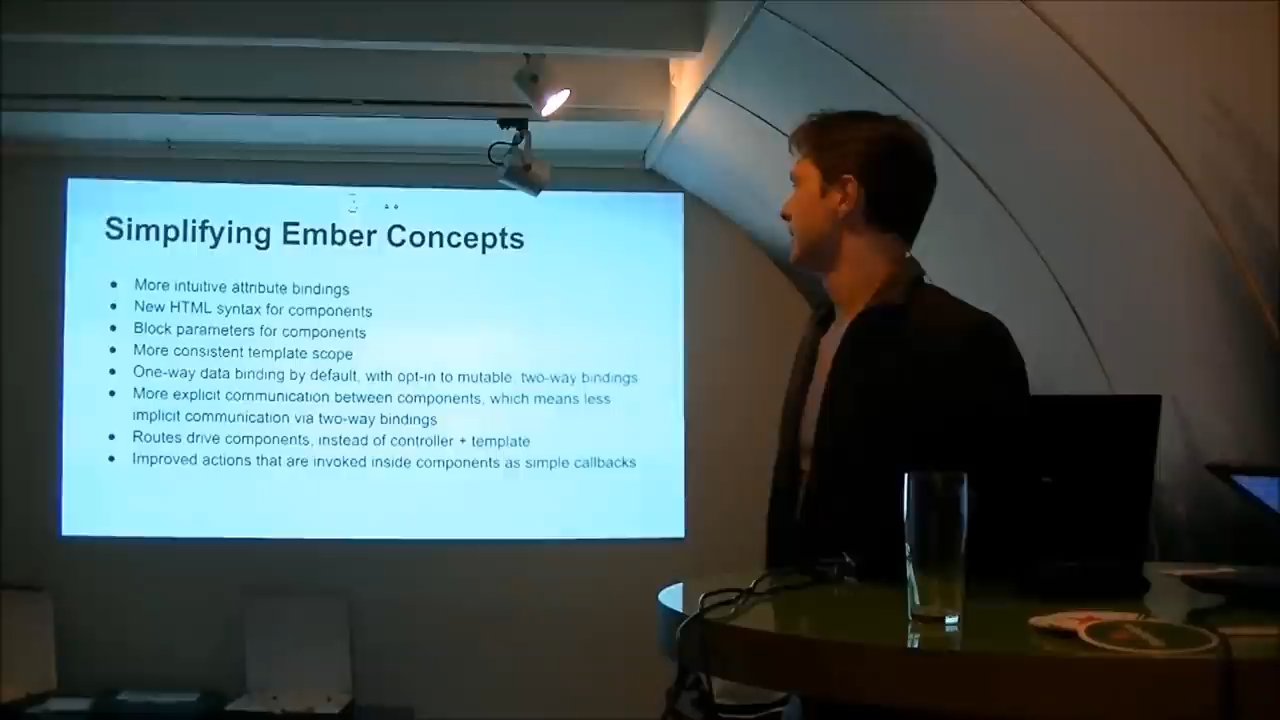 Simplifying Ember Concepts
● More intuitive attribute bindings
● New HTML syntax for components
● Block parameters for components
● More consistent template scope
● One-way data binding by default, with opt-in to mutable, two-way bindings
● More explicit communication between components, which means less
implicit communication via two-way bindings
● Routes drive components, instead of controller + template
● Improved actions that are invoked inside components as simple callbacks